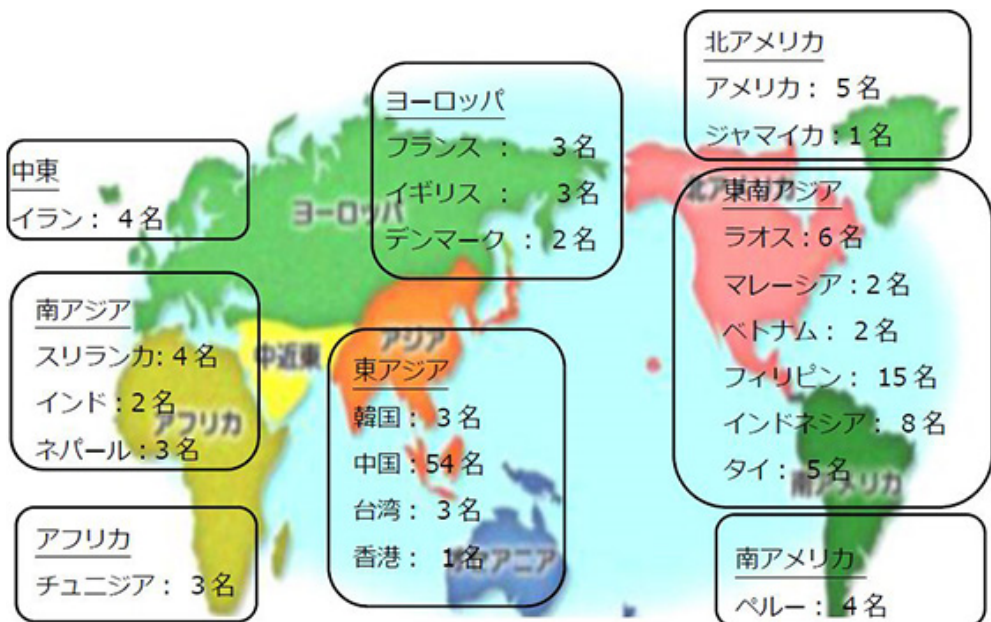 北アメリカ
アメリカ： 5名
ジャマイカ：1名
ヨーロッパ
フランス ： 3名
イギリス ： 3名
デンマーク ：2名
中東
イラン： 4名
東南アジア
ラオス：6名
マレーシア：2名
ベトナム ：2名
フィリピン： 15名
インドネシア： 8名
タイ： 5名
南アジア
スリランカ: 4名
インド：2名
ネパール：3名
東アジア
韓国： 3名
中国：54名
台湾： 3名
香港： 1名
アフリカ
チュニジア： 3名
南アメリカ
ペルー： 4名
ヨーロッパ
北アメリカ
アジア
中近東
アフリカ
南アメリカ
オセアニア